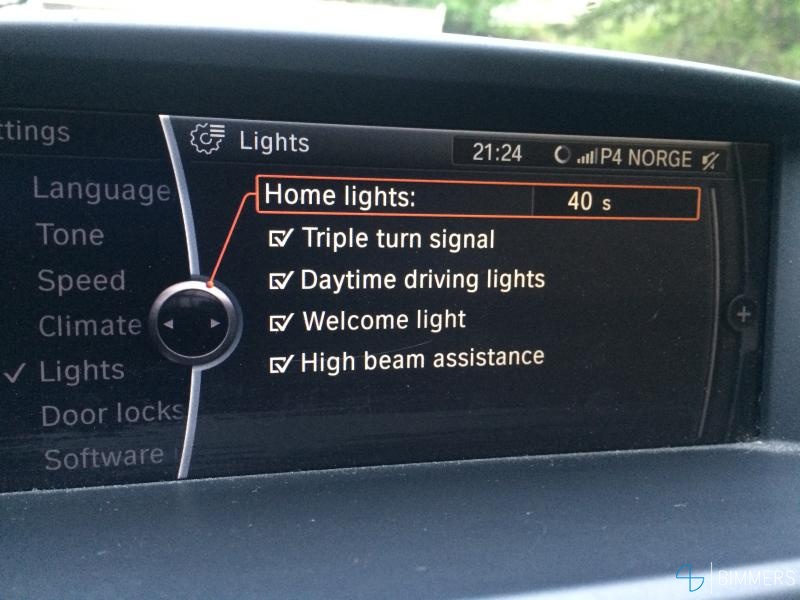 ttings
Language
Tone
Speed
Climate
Lights
Door locks
Software
Lights
21:24 P4 NORGE
Home lights: 40 s
Triple turn signal
Daytime driving lights
Welcome light
High beam assistance
BIMMERS